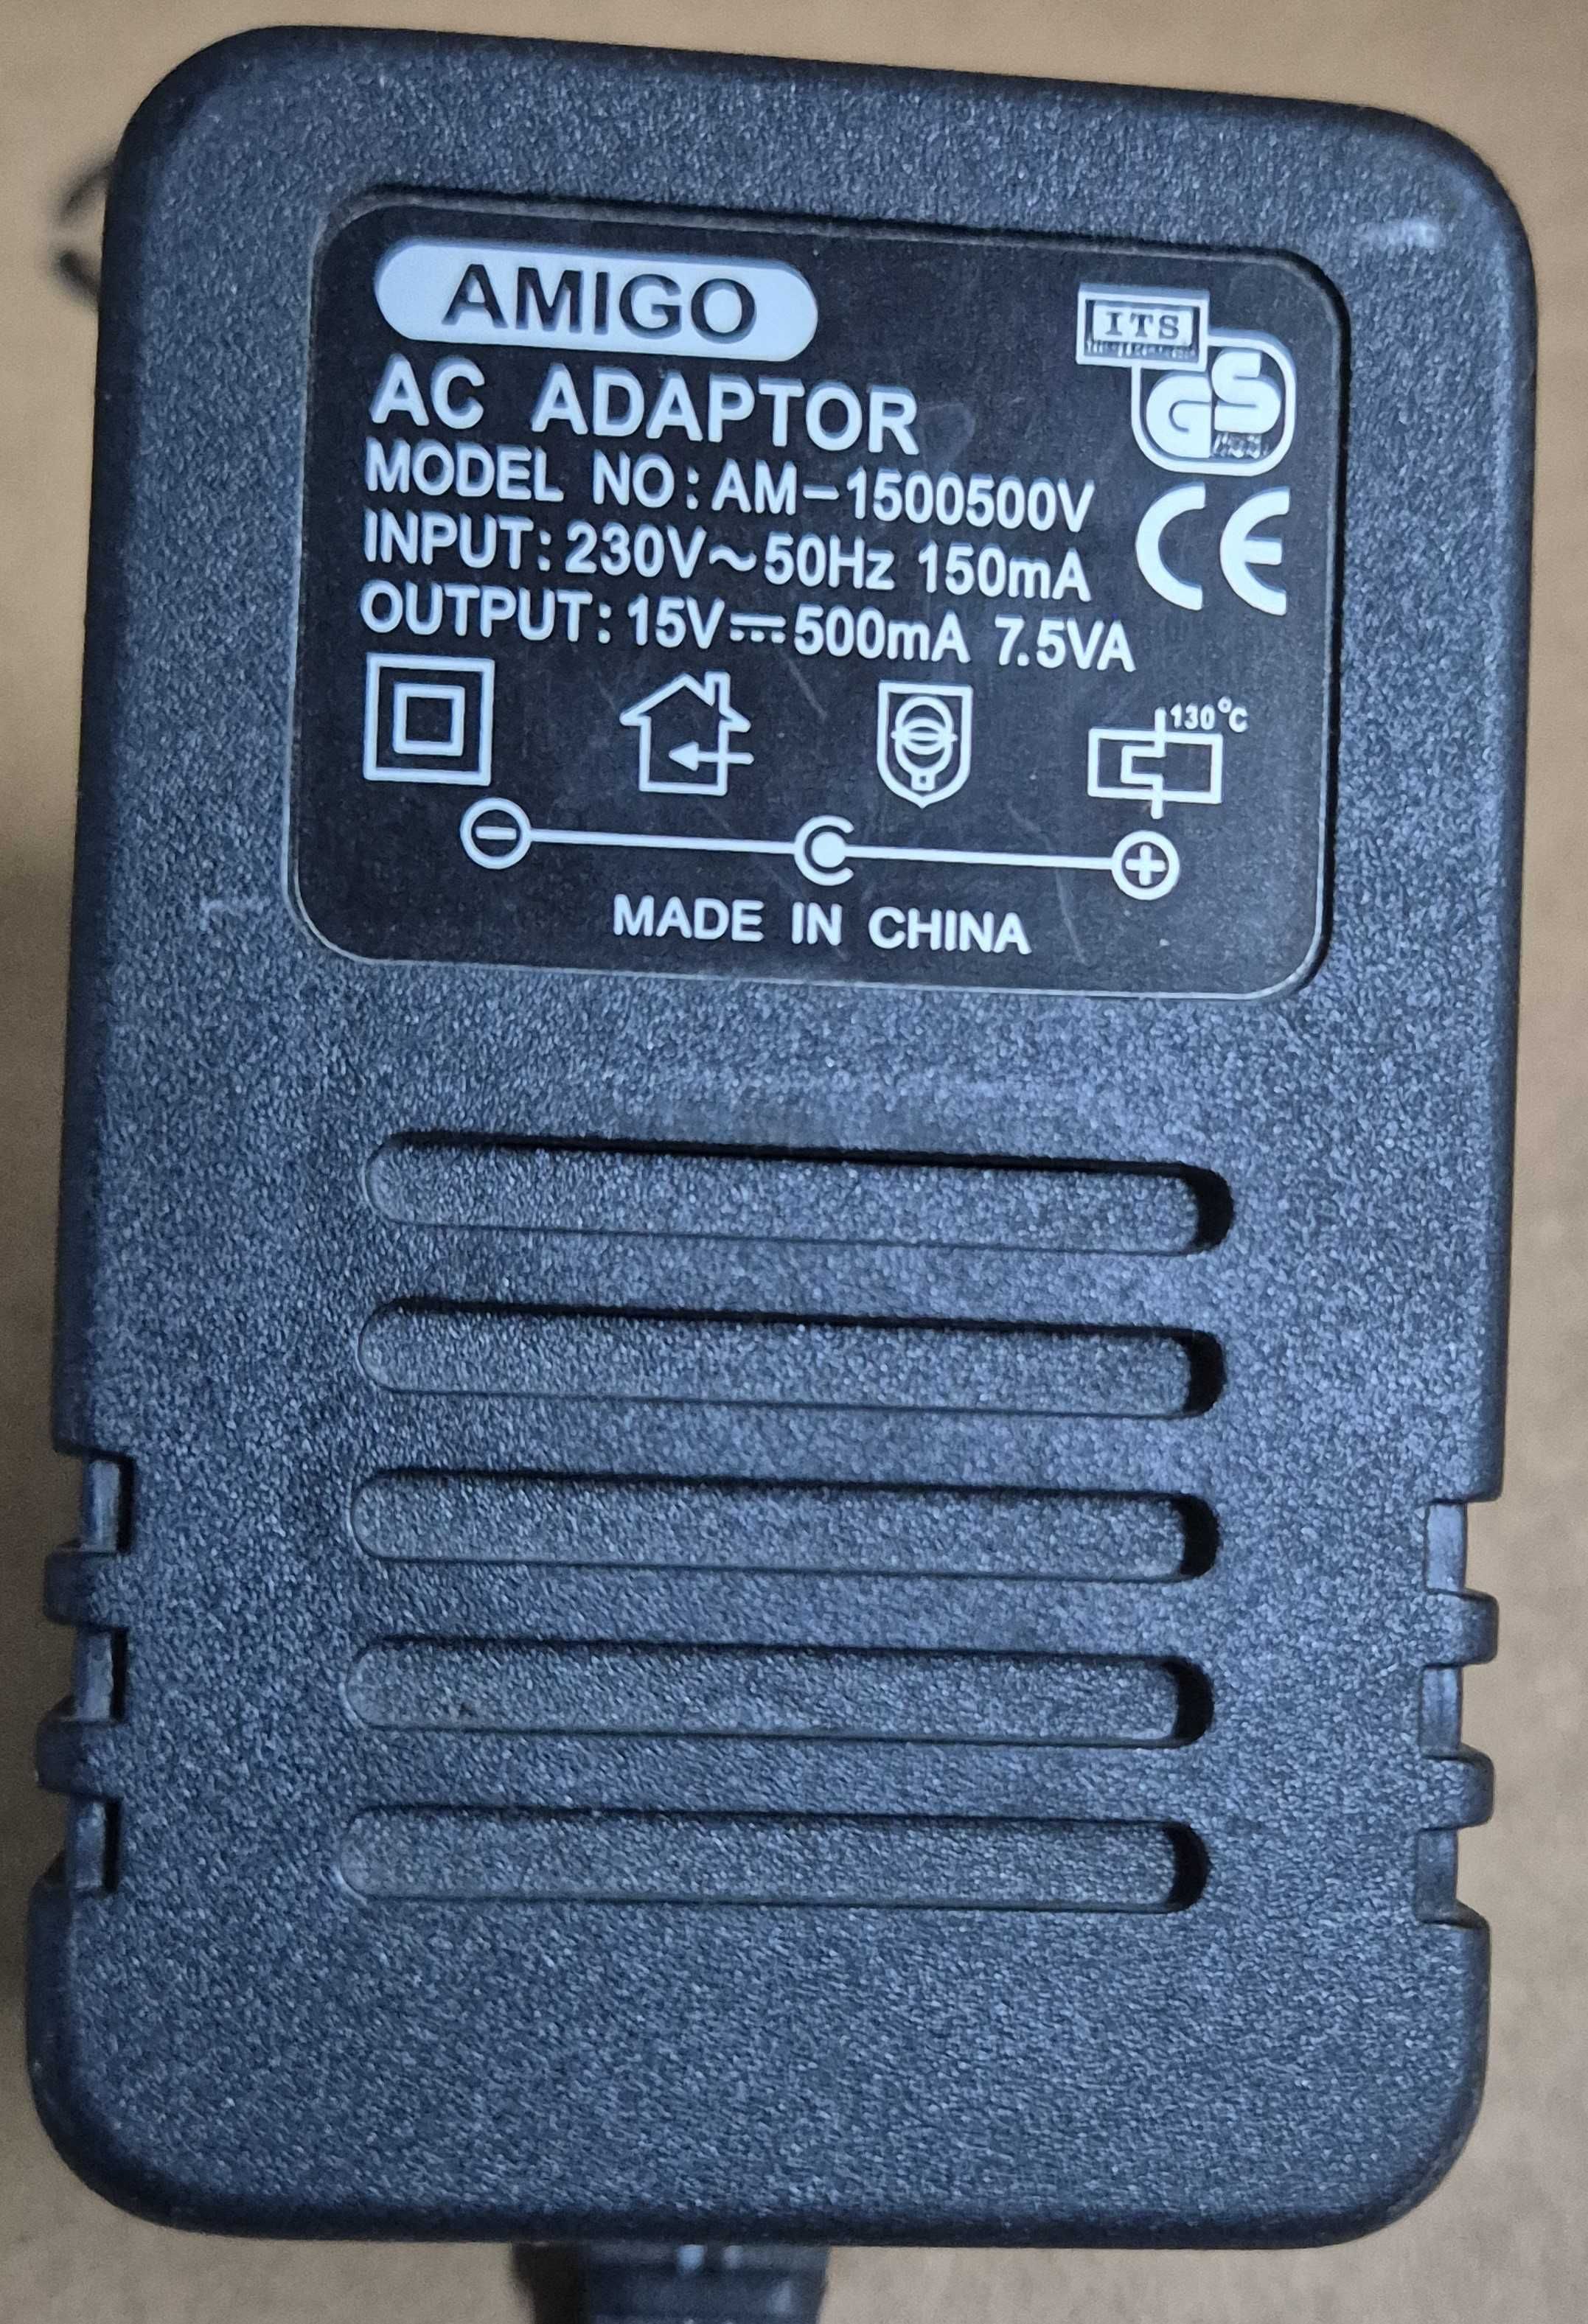 AMIGO
ITS
GS
AC ADAPTOR
MODEL NO: AM-1500500V
INPUT: 230V~50Hz 150mA
CE
OUTPUT: 15V⎓500mA 7.5VA
130°C
MADE IN CHINA